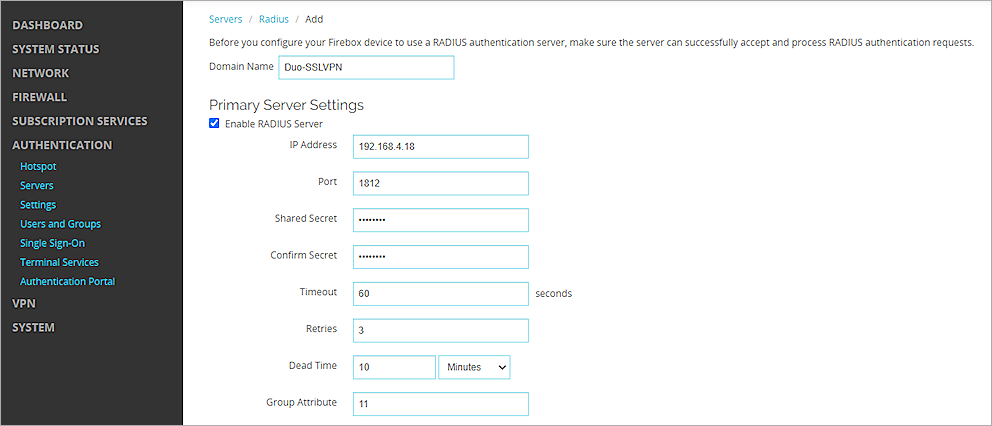 DASHBOARD
SYSTEM STATUS
NETWORK
FIREWALL
SUBSCRIPTION SERVICES
AUTHENTICATION
Hotspot
Servers
Settings
Users and Groups
Single Sign-On
Terminal Services
Authentication Portal
VPN
SYSTEM
Servers / Radius / Add
Before you configure your Firebox device to use a RADIUS authentication server, make sure the server can successfully accept and process RADIUS authentication requests.
Domain Name Duo-SSLVPN
Primary Server Settings
Enable RADIUS Server
IP Address 192.168.4.18
Port 1812
Shared Secret ••••••••
Confirm Secret ••••••••
Timeout 60 seconds
Retries 3
Dead Time 10 Minutes
Group Attribute 11